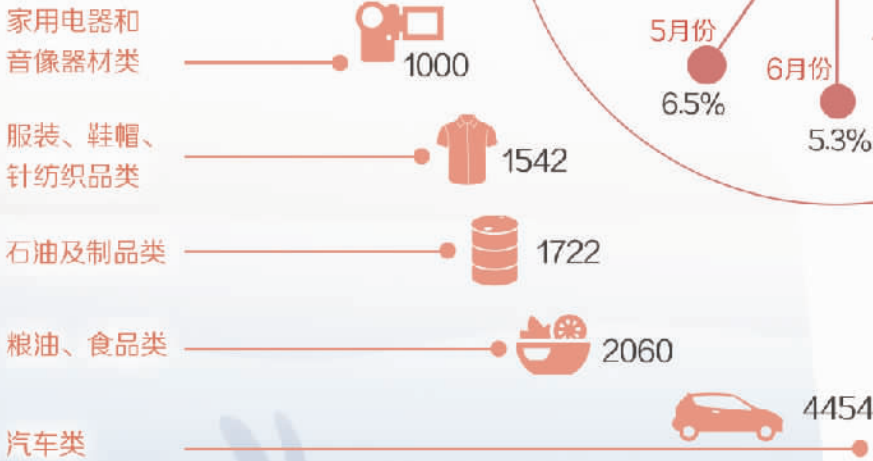 家用电器和
音像器材类
1000
服装、鞋帽、
针纺织品类
1542
石油及制品类
1722
粮油、食品类
2060
汽车类
4454
5月份
6.5%
6月份
5.3%